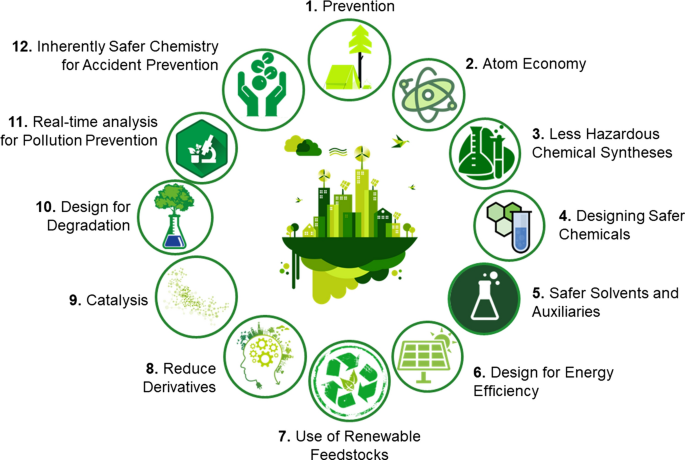 1. Prevention
2. Atom Economy
3. Less Hazardous
Chemical Syntheses
4. Designing Safer
Chemicals
5. Safer Solvents and
Auxiliaries
6. Design for Energy
Efficiency
7. Use of Renewable
Feedstocks
8. Reduce
Derivatives
9. Catalysis
10. Design for
Degradation
11. Real-time analysis
for Pollution Prevention
12. Inherently Safer Chemistry
for Accident Prevention